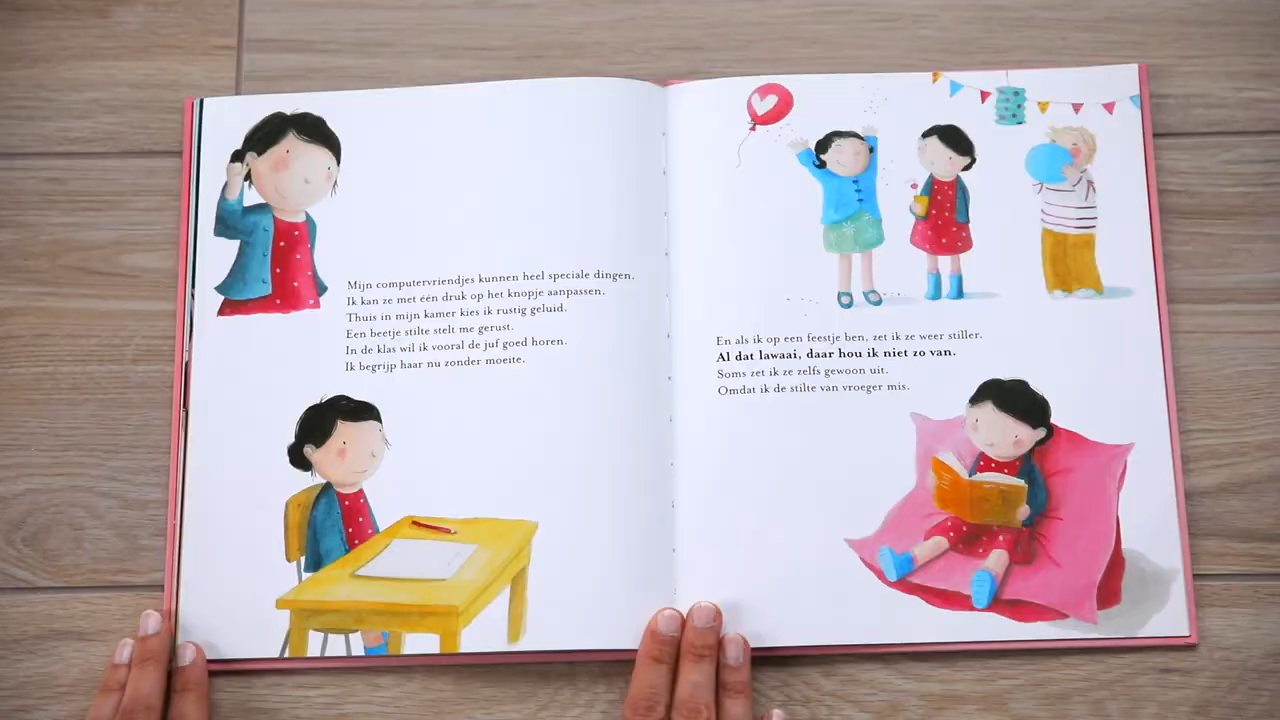 Mijn computervriendjes kunnen heel speciale dingen.
Ik kan ze met één druk op het knopje aanpassen.
Thuis in mijn kamer kies ik rustig geluid.
Een beetje stilte stelt me gerust.
In de klas wil ik vooral de juf goed horen.
Ik begrijp haar nu zonder moeite.
En als ik op een feestje ben, zet ik ze weer stiller.
Al dat lawaai, daar hou ik niet zo van.
Soms zet ik ze zelfs gewoon uit.
Omdat ik de stilte van vroeger mis.